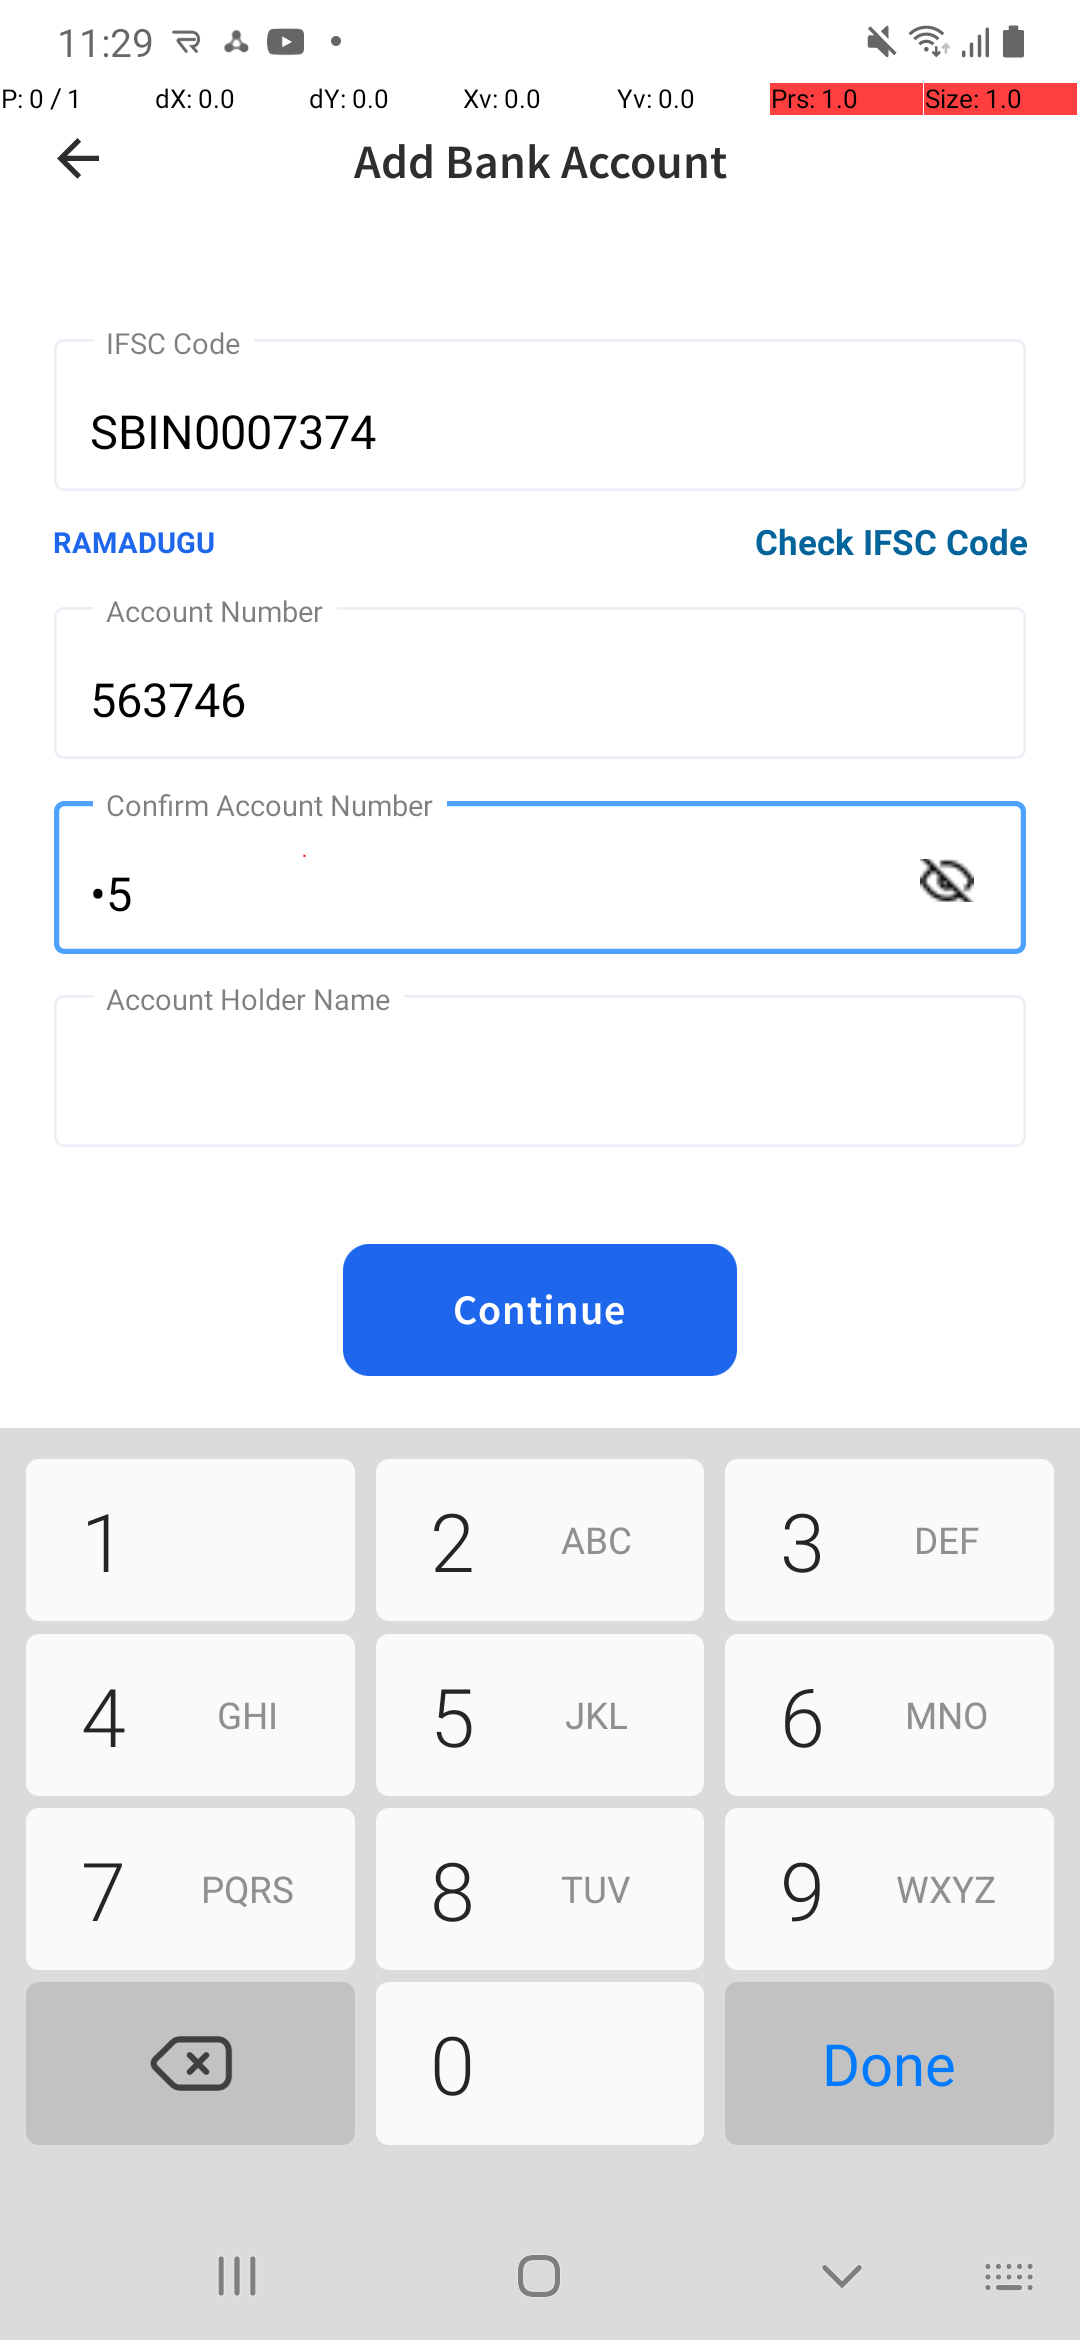 11:29
P: 0 / 1 dX: 0.0 dY: 0.0 Xv: 0.0 Yv: 0.0 Prs: 1.0 Size: 1.0
Add Bank Account
IFSC Code
SBIN0007374
RAMADUGU Check IFSC Code
Account Number
563746
Confirm Account Number
•5
Account Holder Name
Continue
1 2 ABC 3 DEF
4 GHI 5 JKL 6 MNO
7 PQRS 8 TUV 9 WXYZ
0 Done